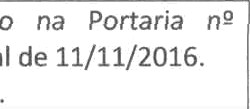 o na Portaria nº
l de 11/11/2016.
.